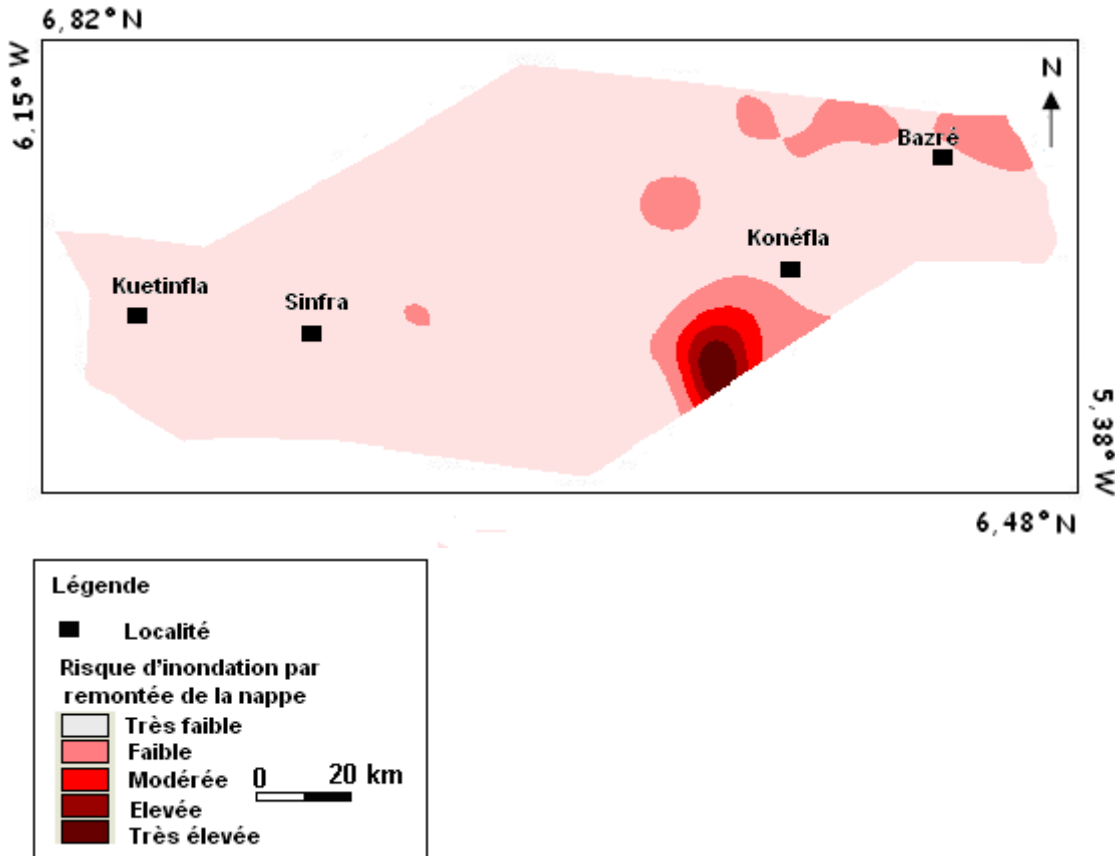 6,82° N
6,15° W
N
Bazré
Konéfla
Kuetinfla
Sinfra
5,38° W
6,48° N
Légende
Localité
Risque d'inondation par
remontée de la nappe
Très faible
Faible
Modérée
Elevée
Très élevée
0 20 km